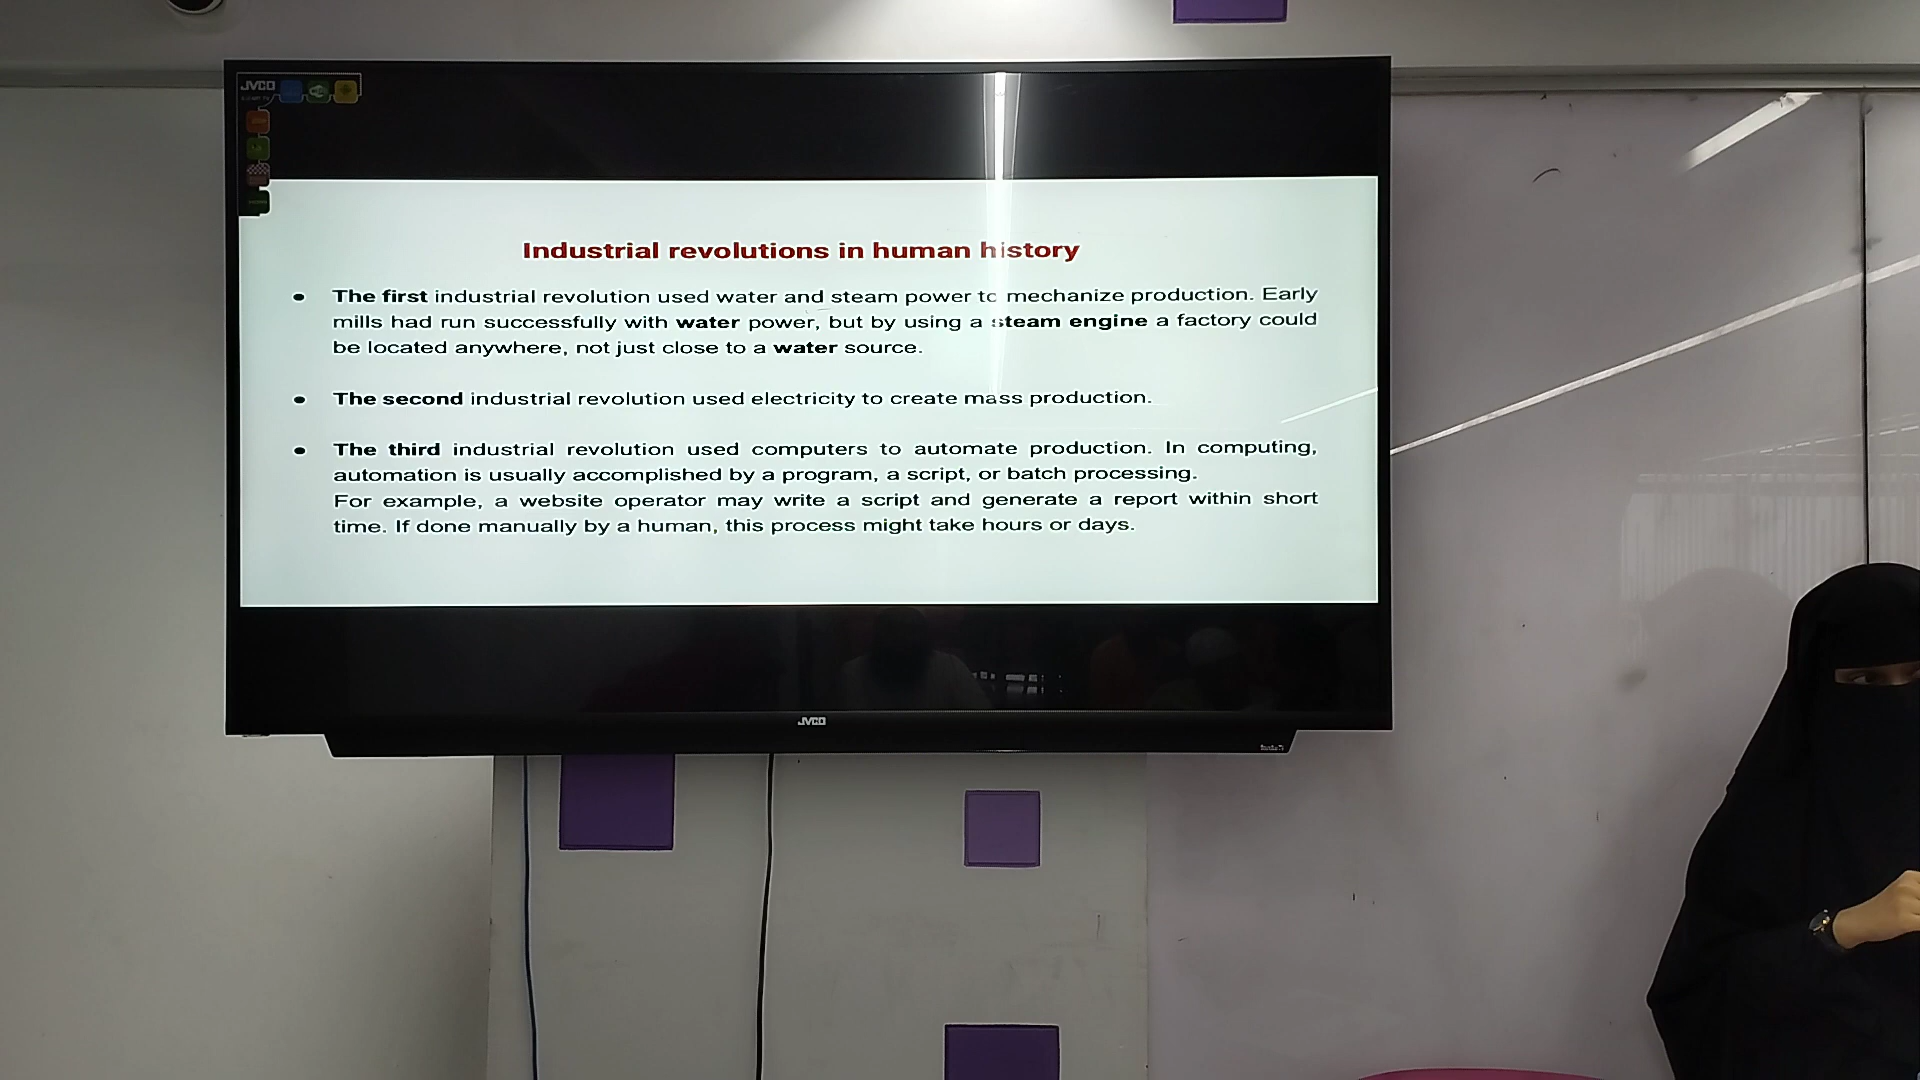 JVCO
Industrial revolutions in human history
• The first industrial revolution used water and steam power to mechanize production. Early
mills had run successfully with water power, but by using a steam engine a factory could
be located anywhere, not just close to a water source.
• The second industrial revolution used electricity to create mass production.
• The third industrial revolution used computers to automate production. In computing,
automation is usually accomplished by a program, a script, or batch processing.
For example, a website operator may write a script and generate a report within short
time. If done manually by a human, this process might take hours or days.
JVCO